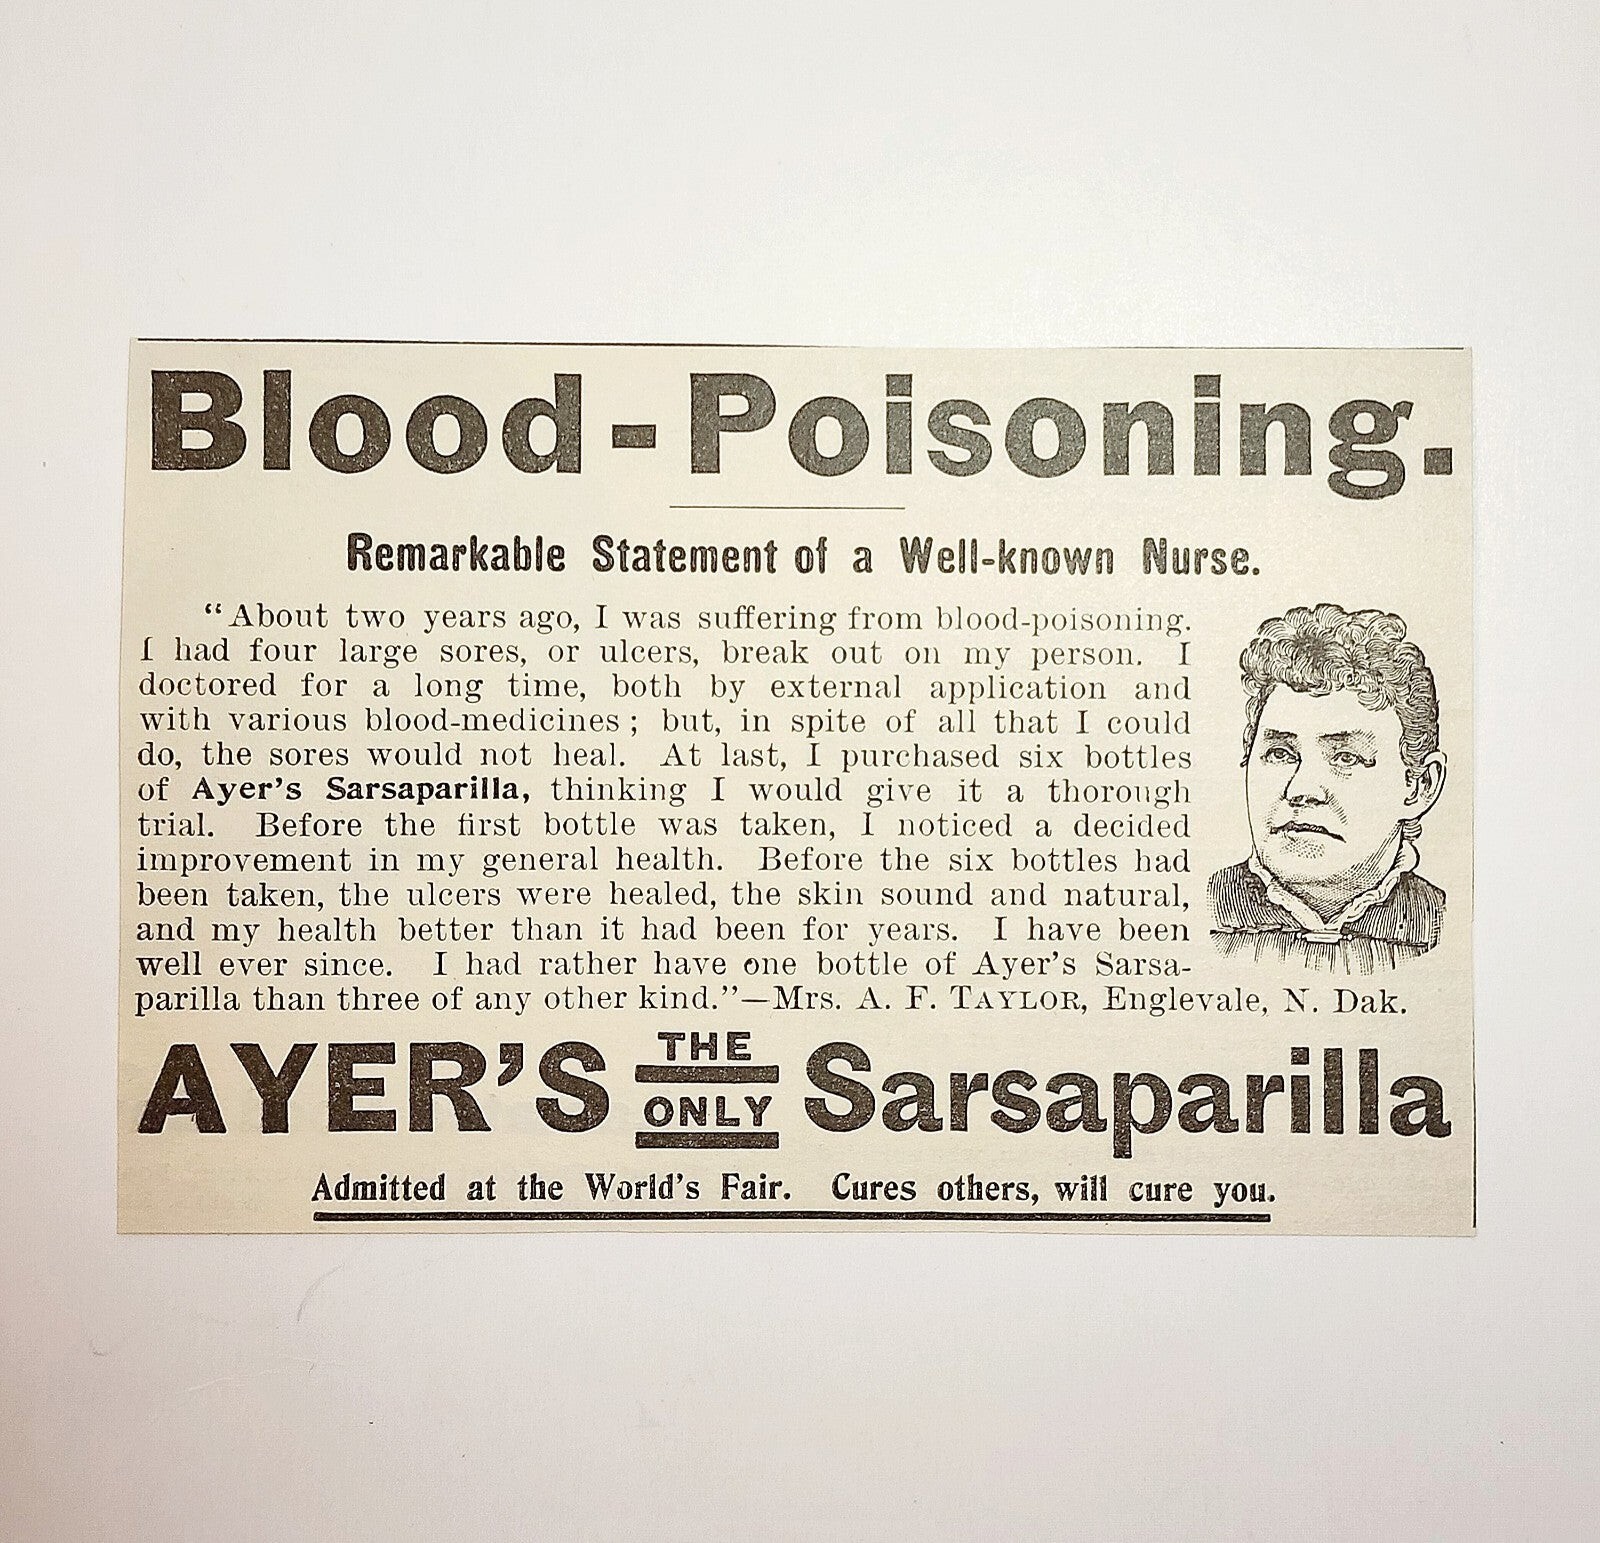 Blood-Poisoning.
Remarkable Statement of a Well-known Nurse.
“About two years ago, I was suffering from blood-poisoning.
I had four large sores, or ulcers, break out on my person. I
doctored for a long time, both by external application and
with various blood-medicines; but, in spite of all that I could
do, the sores would not heal. At last, I purchased six bottles
of Ayer’s Sarsaparilla, thinking I would give it a thorough
trial. Before the first bottle was taken, I noticed a decided
improvement in my general health. Before the six bottles had
been taken, the ulcers were healed, the skin sound and natural,
and my health better than it had been for years. I have been
well ever since. I had rather have one bottle of Ayer’s Sarsa-
parilla than three of any other kind.”—Mrs. A. F. TAYLOR, Englevale, N. Dak.
AYER’S THE ONLY Sarsaparilla
Admitted at the World’s Fair. Cures others, will cure you.